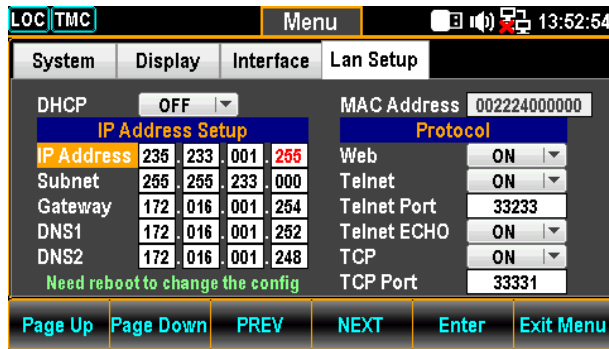 LOC TMC Menu 13:52:54
System Display Interface Lan Setup
DHCP OFF MAC Address 002224000000
IP Address Setup Protocol
IP Address 235 . 233 . 001 . 255 Web ON
Subnet 255 . 255 . 233 . 000 Telnet ON
Gateway 172 . 016 . 001 . 254 Telnet Port 33233
DNS1 172 . 016 . 001 . 252 Telnet ECHO ON
DNS2 172 . 016 . 001 . 248 TCP ON
Need reboot to change the config TCP Port 33331
Page Up Page Down PREV NEXT Enter Exit Menu